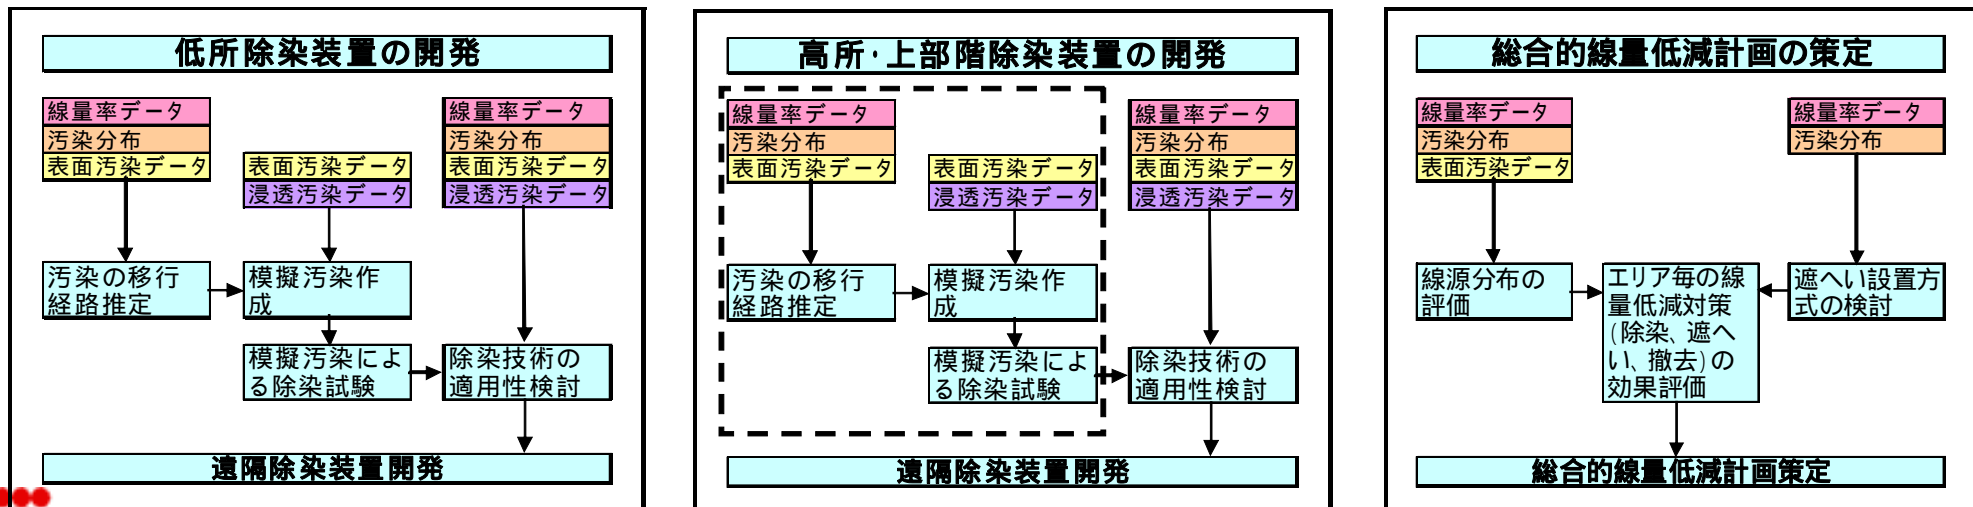 低所除染装置の開発
線量率データ
汚染分布
表面汚染データ
表面汚染データ
浸透汚染データ
線量率データ
汚染分布
表面汚染データ
浸透汚染データ
汚染の移行
経路推定
模擬汚染作
成
模擬汚染によ
る除染試験
除染技術の
適用性検討
遠隔除染装置開発
高所・上部階除染装置の開発
線量率データ
汚染分布
表面汚染データ
表面汚染データ
浸透汚染データ
線量率データ
汚染分布
表面汚染データ
浸透汚染データ
汚染の移行
経路推定
模擬汚染作
成
模擬汚染によ
る除染試験
除染技術の
適用性検討
遠隔除染装置開発
総合的線量低減計画の策定
線量率データ
汚染分布
表面汚染データ
線量率データ
汚染分布
線源分布の
評価
エリア毎の線
量低減対策
(除染、遮へ
い、撤去)の
効果評価
遮へい設置方
式の検討
総合的線量低減計画策定